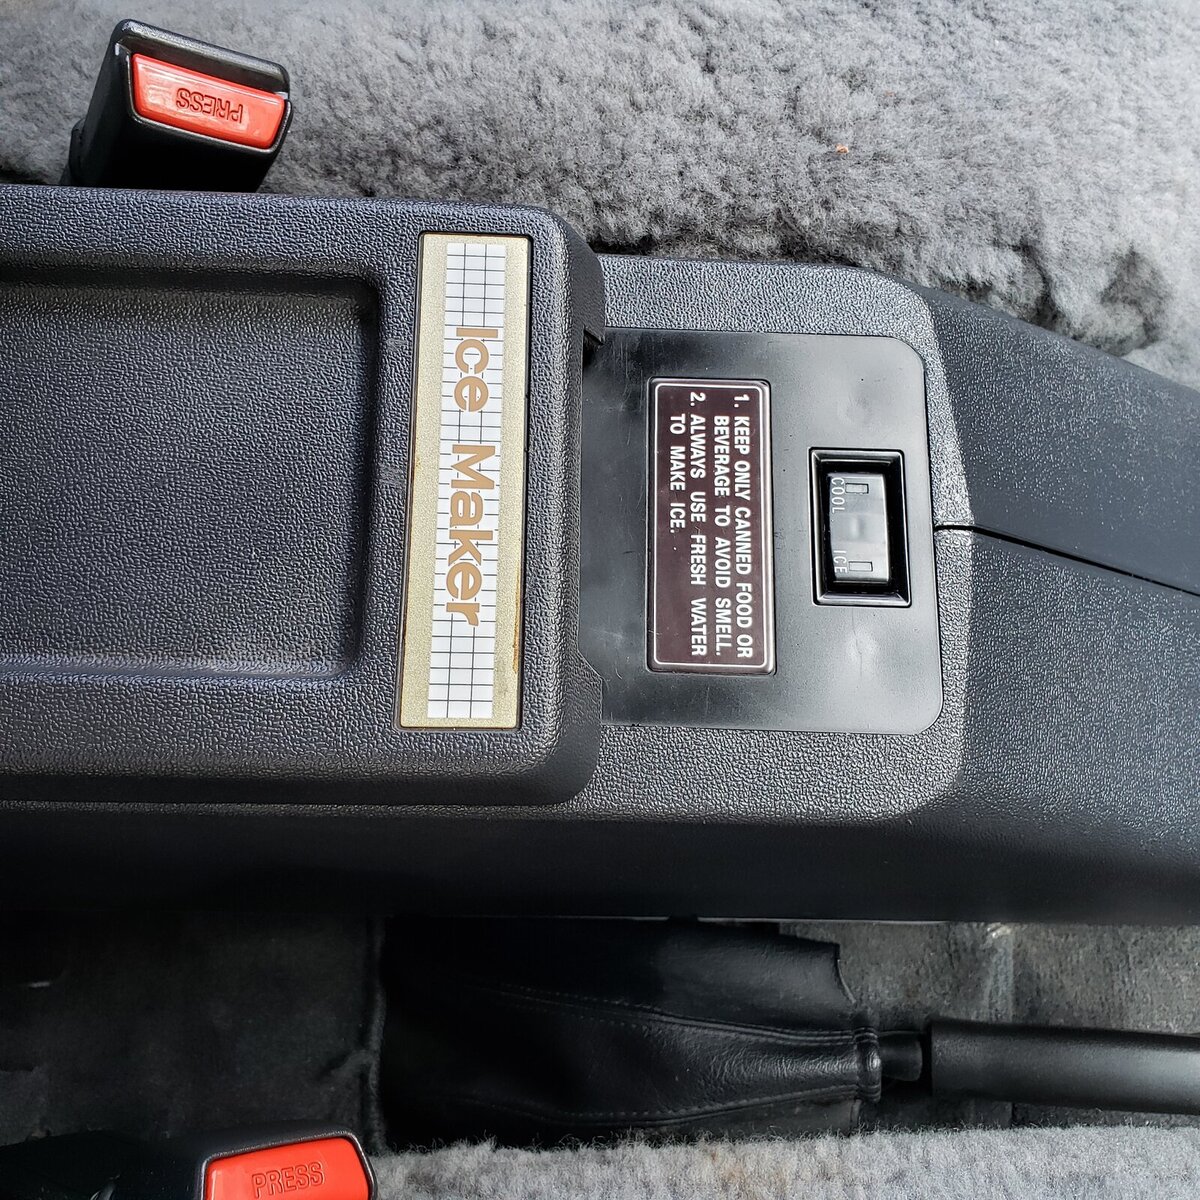 PRESS
Ice Maker
1. KEEP ONLY CANNED FOOD OR
BEVERAGE TO AVOID SMELL.
2. ALWAYS USE FRESH WATER
TO MAKE ICE.
COOL
ICE
PRESS